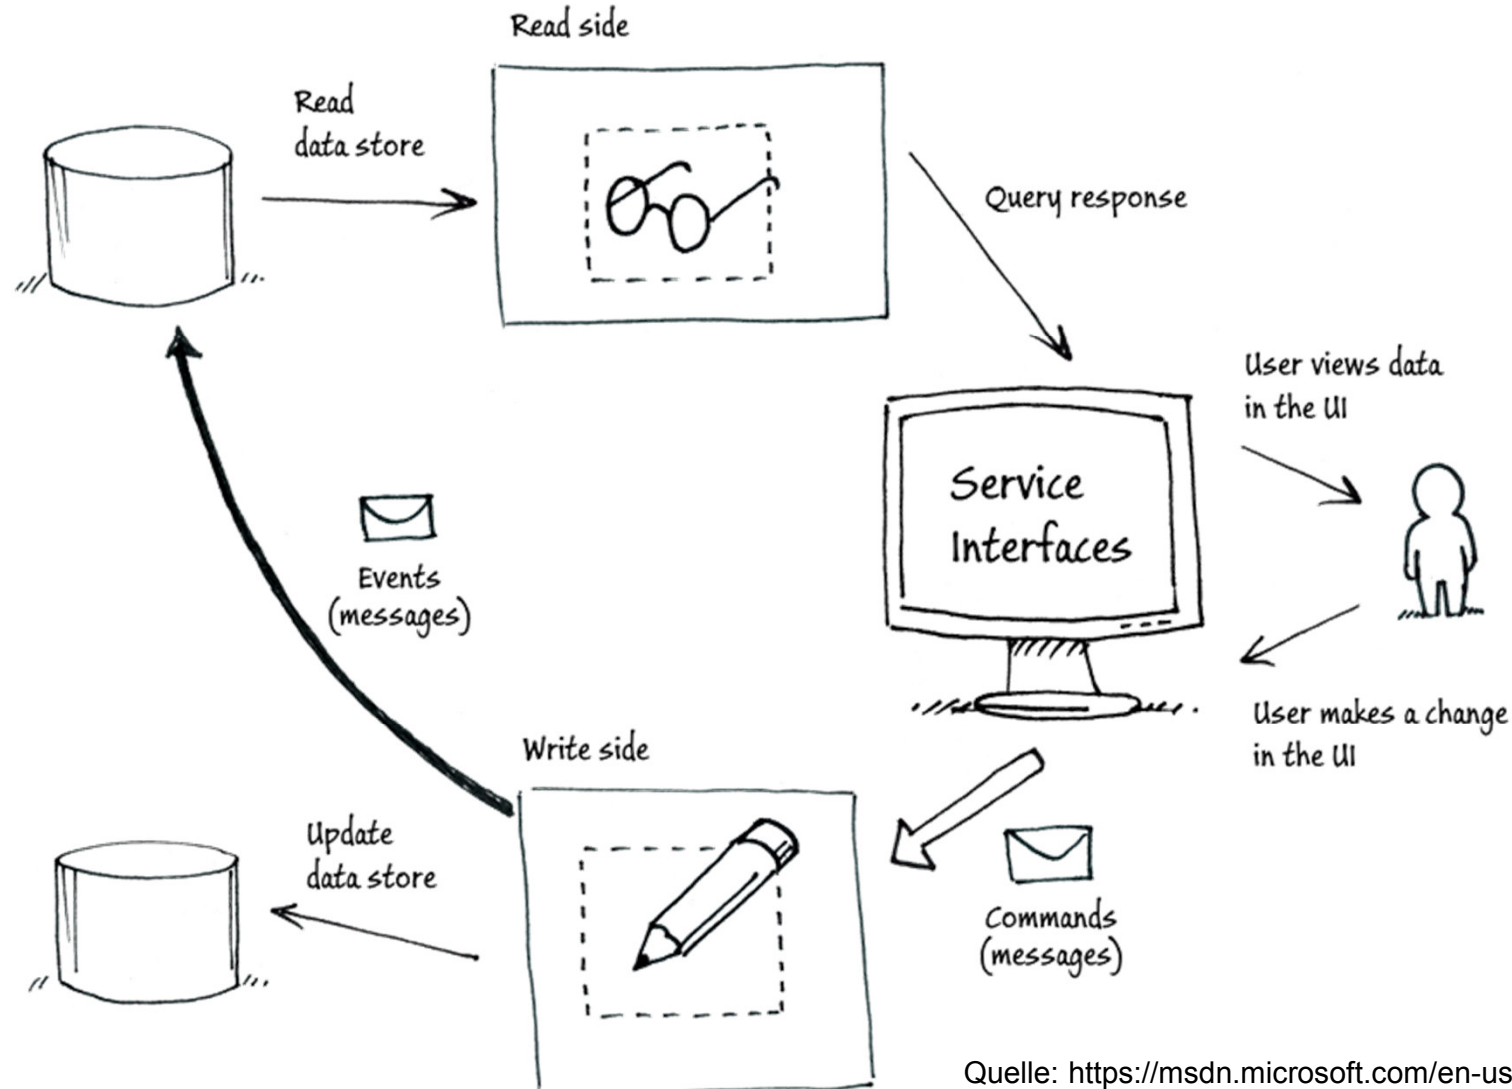 Read side
Read
data store
Query response
User views data
in the UI
Service
Interfaces
Events
(messages)
User makes a change
in the UI
Write side
Update
data store
Commands
(messages)
Quelle: https://msdn.microsoft.com/en-us